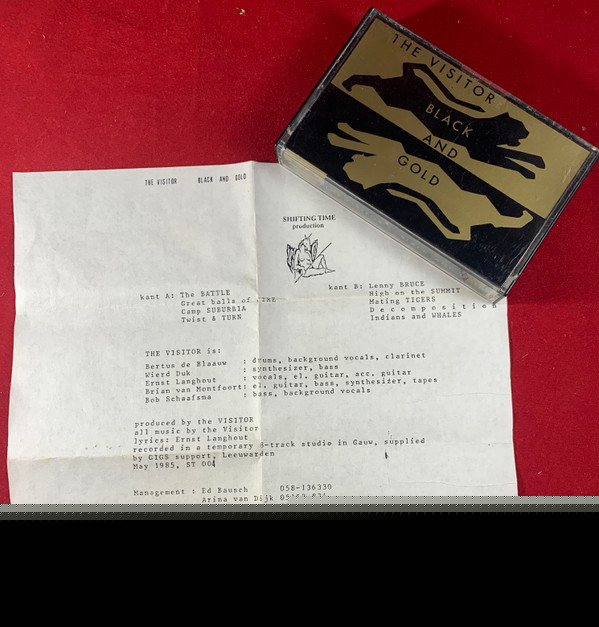 THE VISITOR
BLACK
AND
GOLD
THE VISITOR BLACK AND GOLD
SHIFTING TIME
production
kant A: The BATTLE
Great balls of
Camp SUBURBIA
Twist & TURN
kant B: Lenny BRUCE
High on the SUMMIT
Mating TIGERS
D e c o m p o s i t i o n
Indians and WHALES
THE VISITOR is:
Bertus de Blaauw : drums, background vocals, clarinet
Wierd Duk : synthesizer, bass
Ernst Langhout : vocals, el. guitar, acc. guitar
Brian van Montfoort: el. guitar, bass, synthesizer, tapes
Bob Schaafsma : bass, background vocals
produced by the VISITOR
all music by the Visitor
lyrics: Ernst Langhout
recorded in a temporary 8-track studio in Gauw, supplied
by GIGS support, Leeuwarden
May 1985, ST 004
Management : Ed Bausch 058-136330
Arina van Dijk